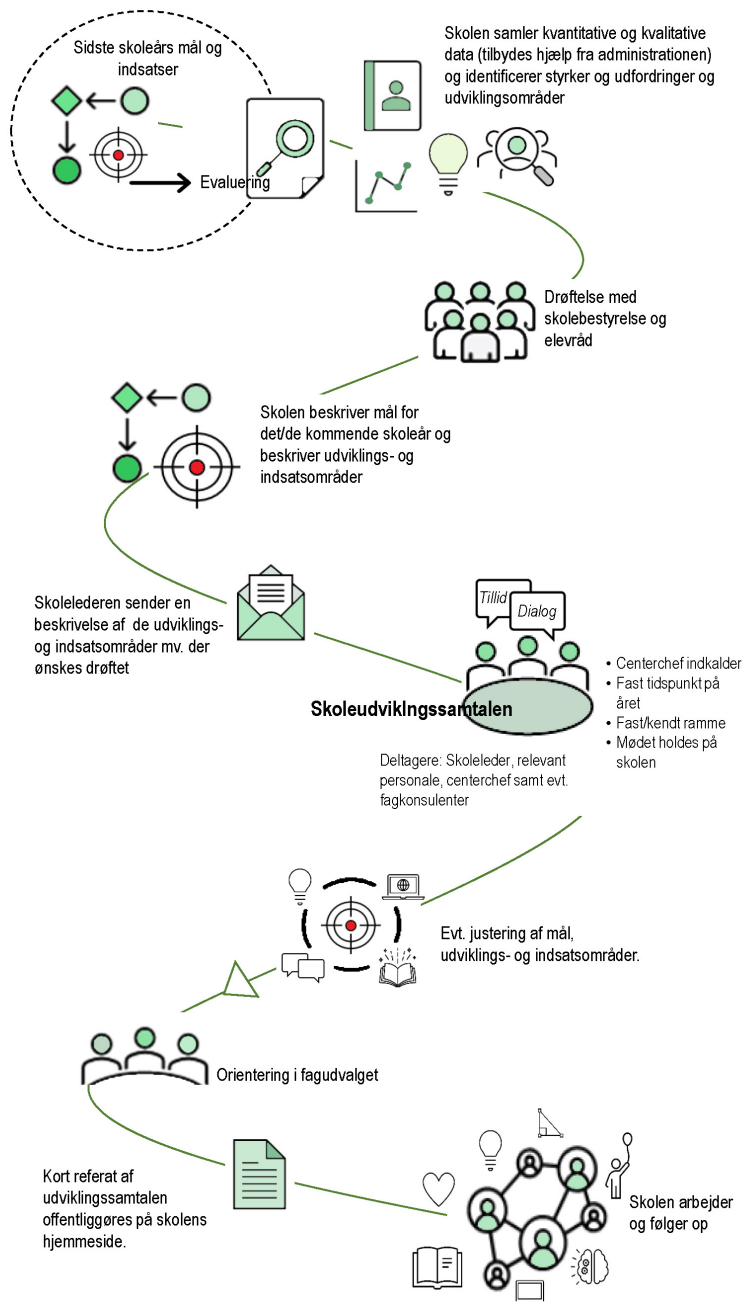 Sidste skoleårs mål og
indsatser
Evaluering
Skolen samler kvantitative og kvalitative
data (tilbydes hjælp fra administrationen)
og identificerer styrker og udfordringer og
udviklingsområder
Drøftelse med
skolebestyrelse og
elevråd
Skolen beskriver mål for
det/de kommende skoleår og
beskriver udviklings- og
indsatsområder
Skolelederen sender en
beskrivelse af de udviklings-
og indsatsområder mv. der
ønskes drøftet
Tillid
Dialog
Skoleudviklngssamtalen
• Centerchef indkalder
• Fast tidspunkt på
året
• Fast/kendt ramme
• Mødet holdes på
skolen
Deltagere: Skoleleder, relevant
personale, centerchef samt evt.
fagkonsulenter
Evt. justering af mål,
udviklings- og indsatsområder.
Orientering i fagudvalget
Kort referat af
udviklingssamtalen
offentliggøres på skolens
hjemmeside.
Skolen arbejder
og følger op